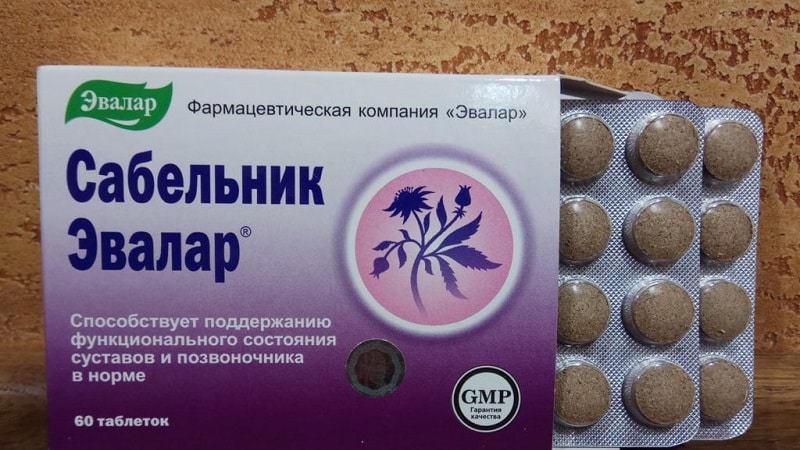 Эвалар
Фармацевтическая компания «Эвалар»
Сабельник
Эвалар®
Способствует поддержанию
функционального состояния
суставов и позвоночника
в норме
60 таблеток
GMP
Гарантия
качества